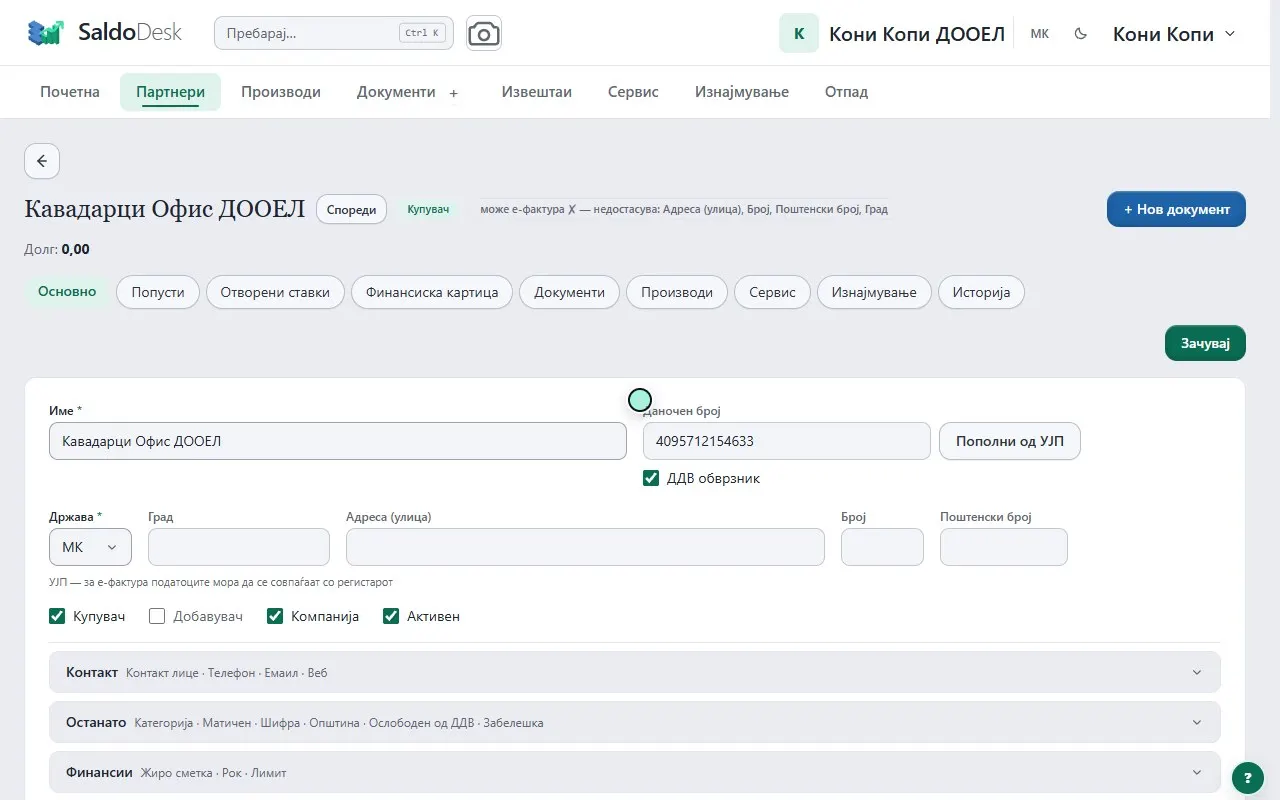 SaldoDesk
Пребарај...
Ctrl K
К
Кони Копи ДООЕЛ
МК
Кони Копи
Почетна
Партнери
Производи
Документи +
Извештаи
Сервис
Изнајмување
Отпад
Кавадарци Офис ДООЕЛ
Спореди
Купувач
може е-фактура ✗ — недостасува: Адреса (улица), Број, Поштенски број, Град
+ Нов документ
Долг: 0,00
Основно
Попусти
Отворени ставки
Финансиска картица
Документи
Производи
Сервис
Изнајмување
Историја
Зачувај
Име *
Даночен број
Кавадарци Офис ДООЕЛ
4095712154633
Пополни од УЈП
ДДВ обврзник
Држава *
Град
Адреса (улица)
Број
Поштенски број
МК
УЈП — за е-фактура податоците мора да се совпаѓаат со регистарот
Купувач
Добавувач
Компанија
Активен
Контакт Контакт лице · Телефон · Емаил · Веб
Останато Категорија · Матичен · Шифра · Општина · Ослободен од ДДВ · Забелешка
Финансии Жиро сметка · Рок · Лимит
?